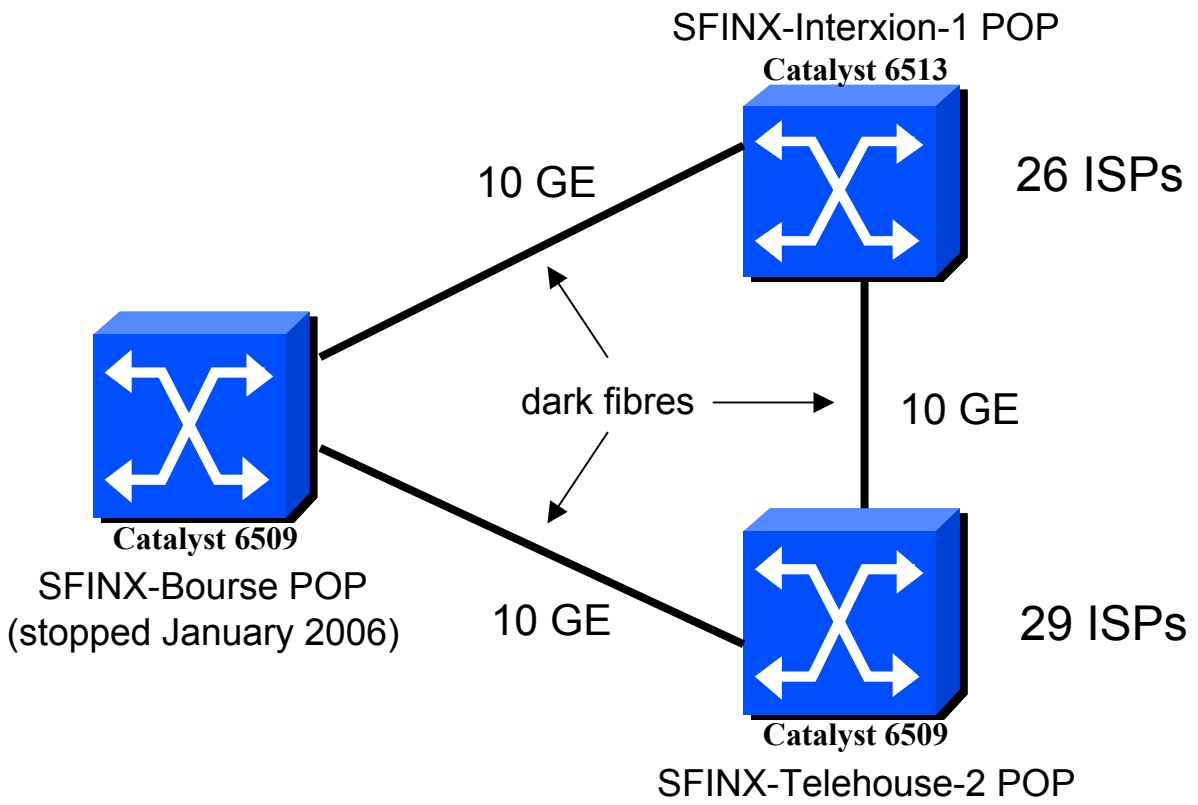 SFINX-Interxion-1 POP
Catalyst 6513
10 GE
26 ISPs
dark fibres
10 GE
Catalyst 6509
SFINX-Bourse POP
(stopped January 2006)
10 GE
29 ISPs
Catalyst 6509
SFINX-Telehouse-2 POP